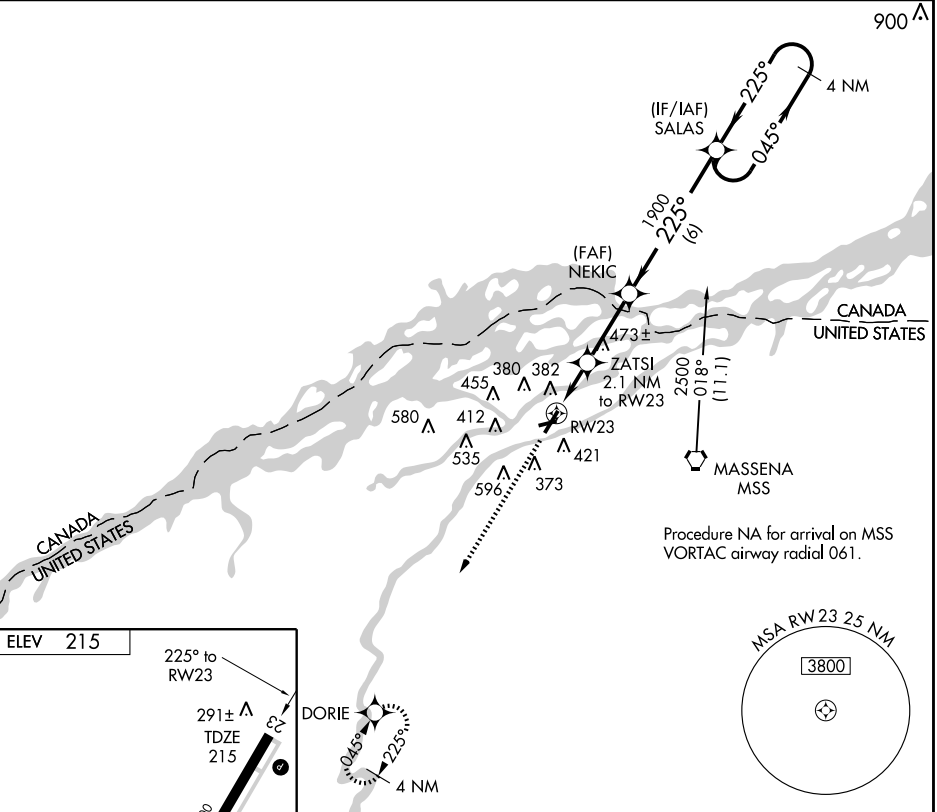 900
225°
4 NM
(IF/IAF)
SALAS
045°
1900
225°
(6)
(FAF)
NEKIC
CANADA
UNITED STATES
473±
ZATSI
2.1 NM
to RW23
2500
018°
(11.1)
380
382
455
580
412
RW23
535
421
596
373
MASSENA
MSS
CANADA
UNITED STATES
Procedure NA for arrival on MSS
VORTAC airway radial 061.
ELEV 215
225° to
RW23
291±
TDZE
215
23
P
DORIE
045°
225°
4 NM
MSA RW 23 25 NM
3800